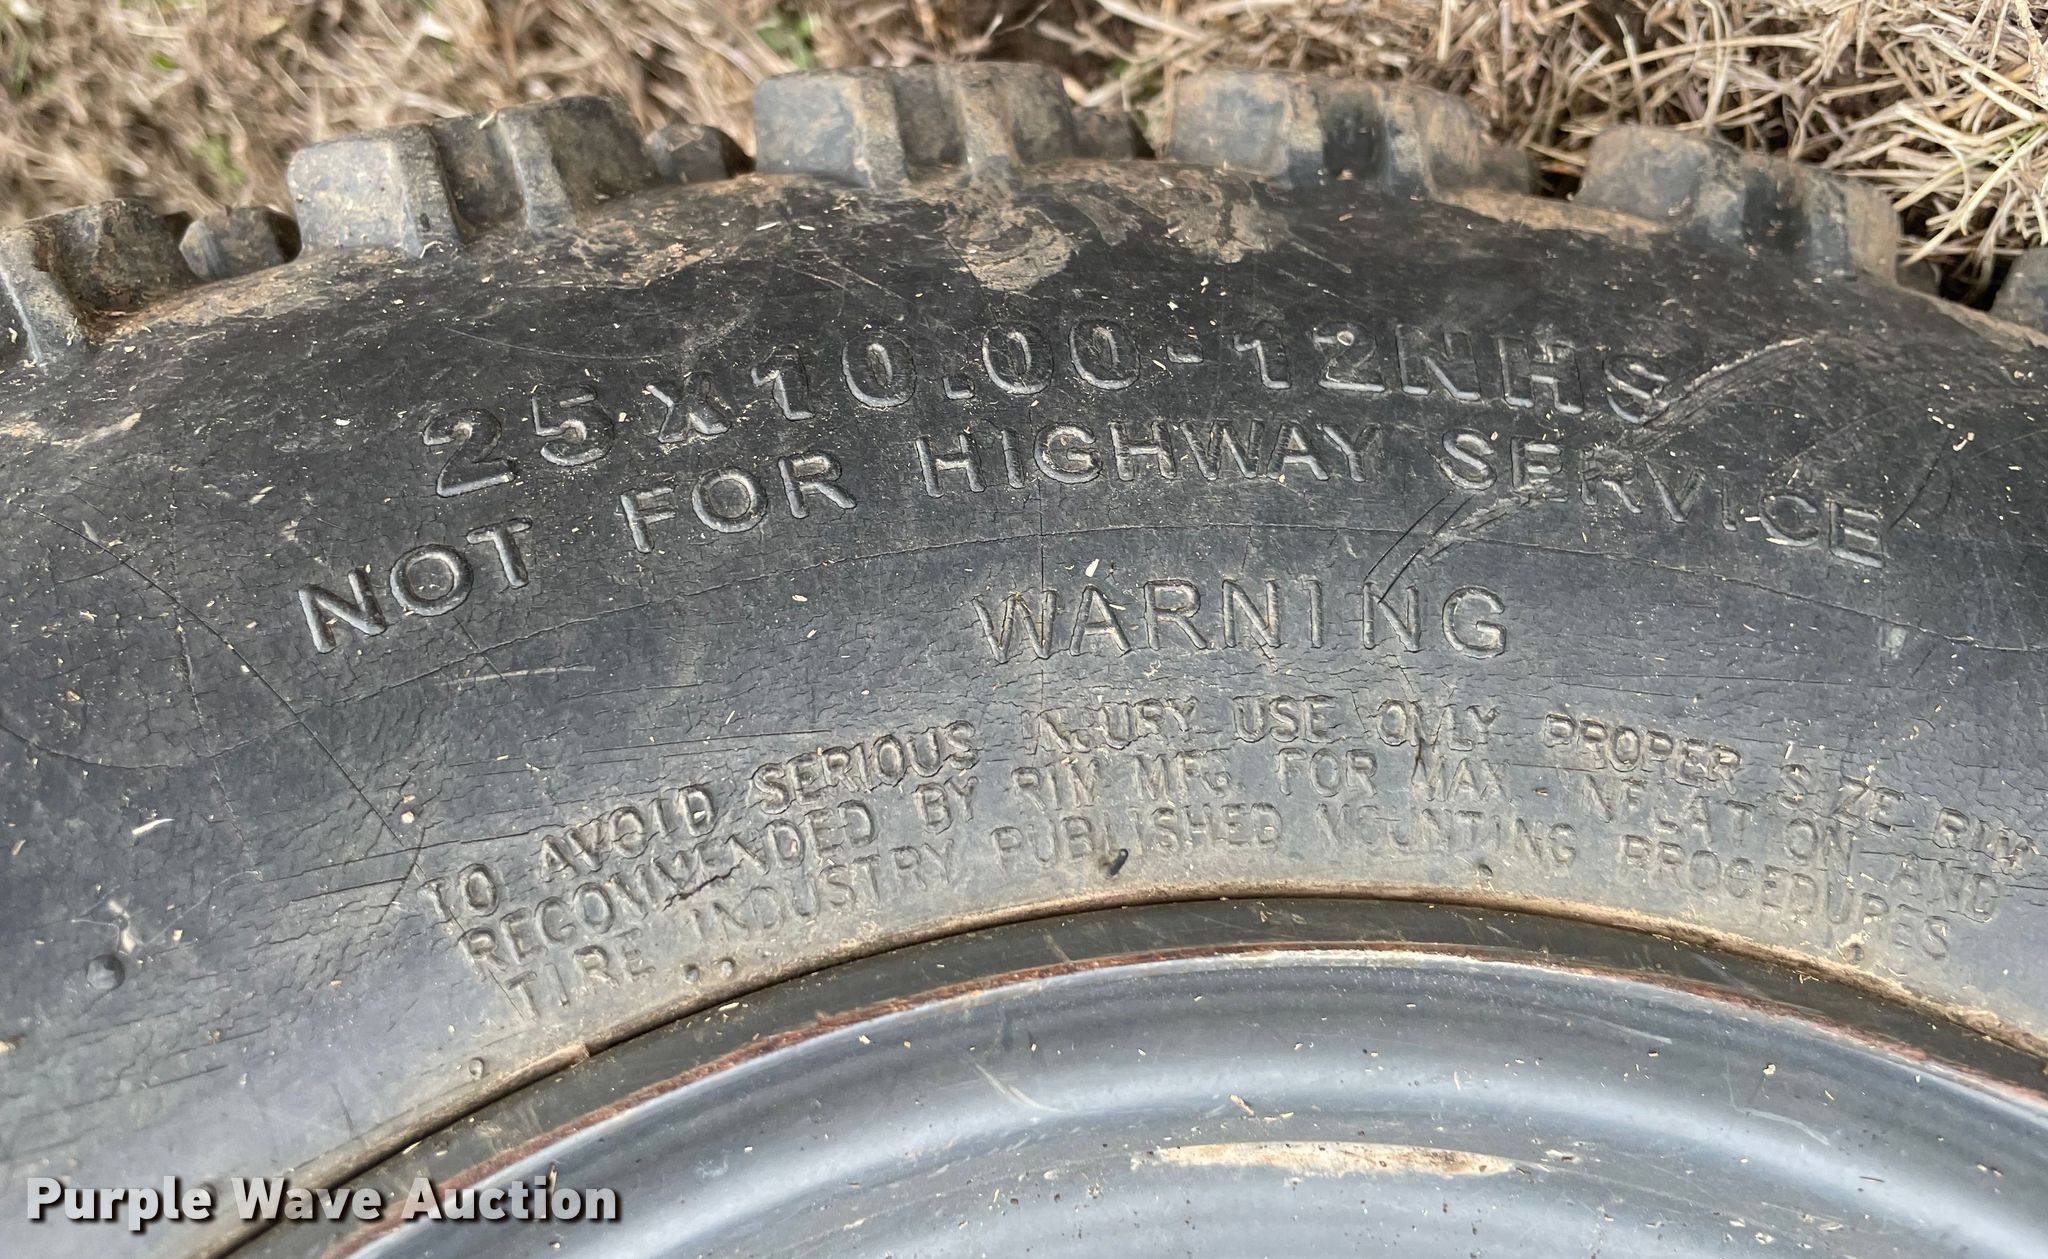 25x10.00-12NHS
NOT FOR HIGHWAY SERVICE
WARNING
TO AVOID SERIOUS INJURY USE ONLY PROPER SIZE RIM
RECOMMENDED BY RIM MFG. FOR MAX INFLATION AND
TIRE INDUSTRY PUBLISHED MOUNTING PROCEDURES
Purple Wave Auction